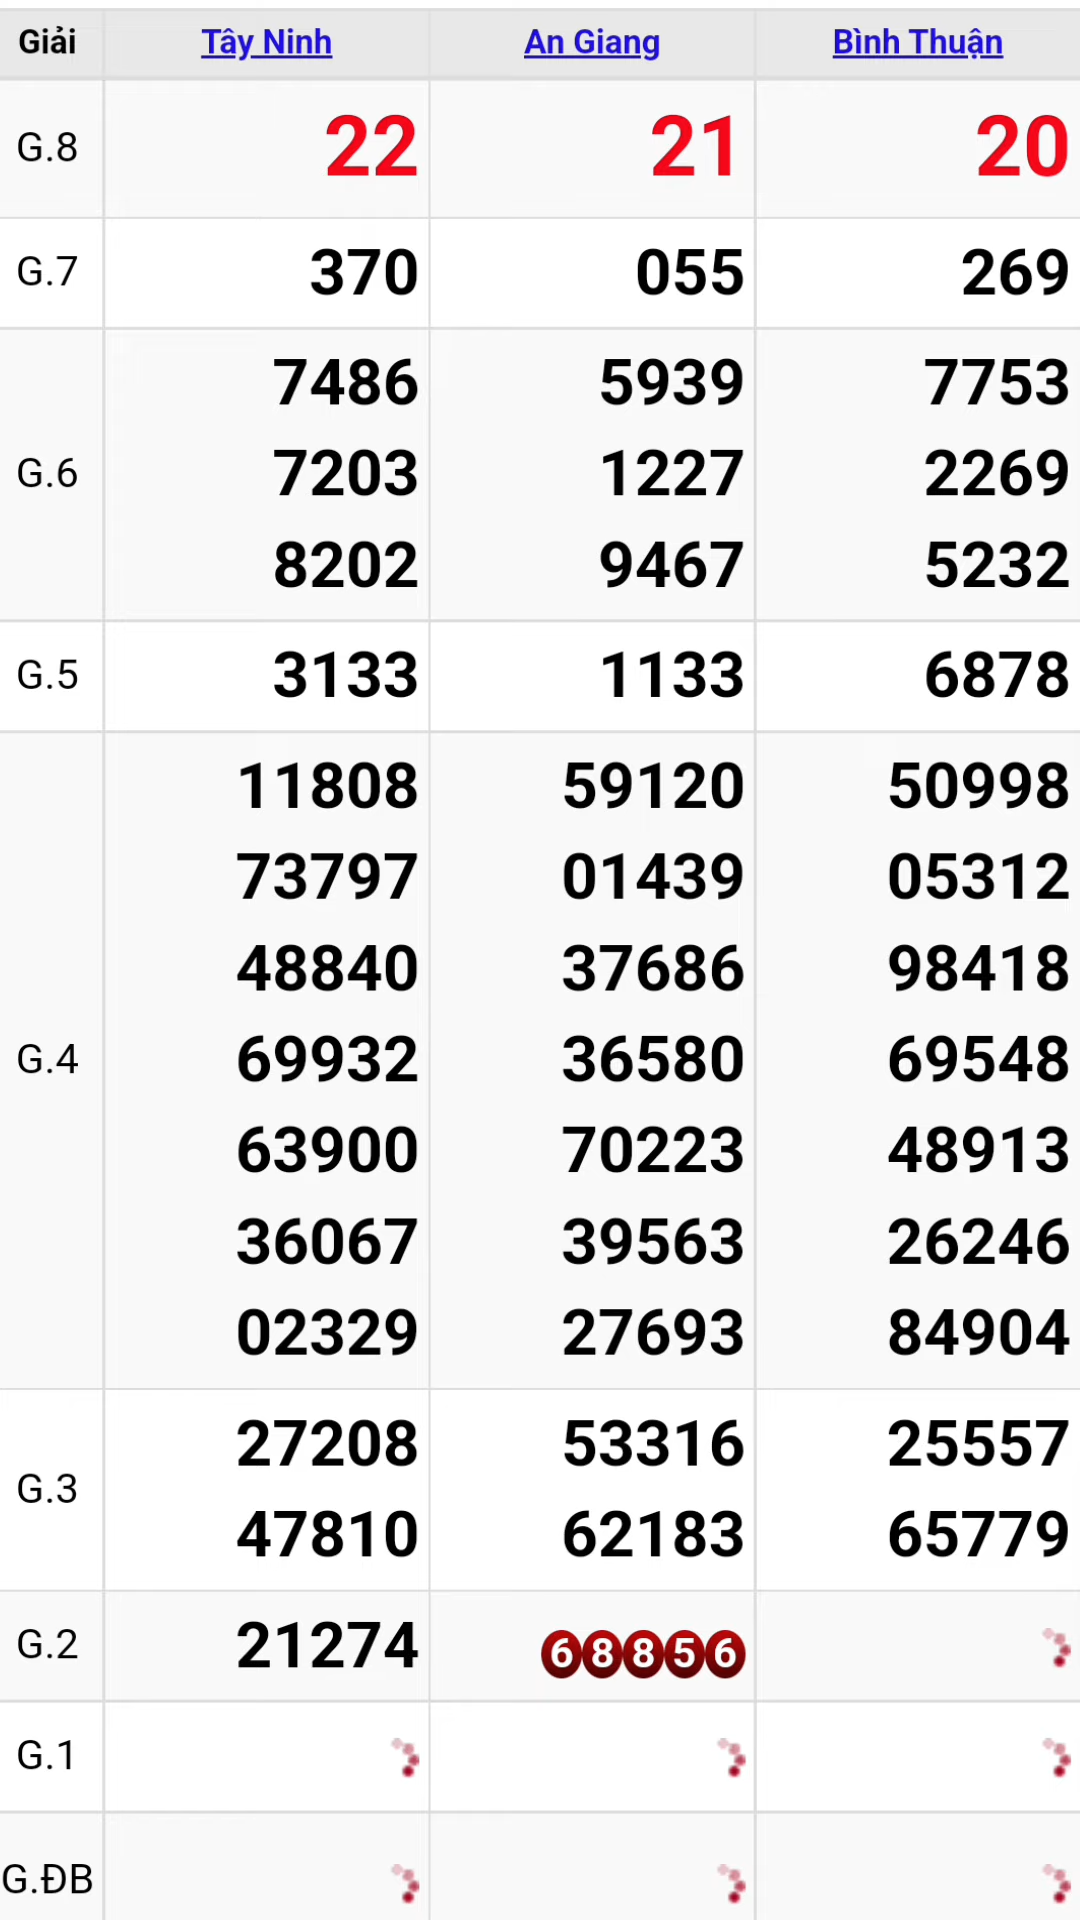 Giải Tây Ninh An Giang Bình Thuận
G.8 22 21 20
G.7 370 055 269
7486 5939 7753
G.6 7203 1227 2269
8202 9467 5232
G.5 3133 1133 6878
11808 59120 50998
73797 01439 05312
48840 37686 98418
G.4 69932 36580 69548
63900 70223 48913
36067 39563 26246
02329 27693 84904
27208 53316 25557
G.3
47810 62183 65779
G.2 21274 68856
G.1
G.ĐB